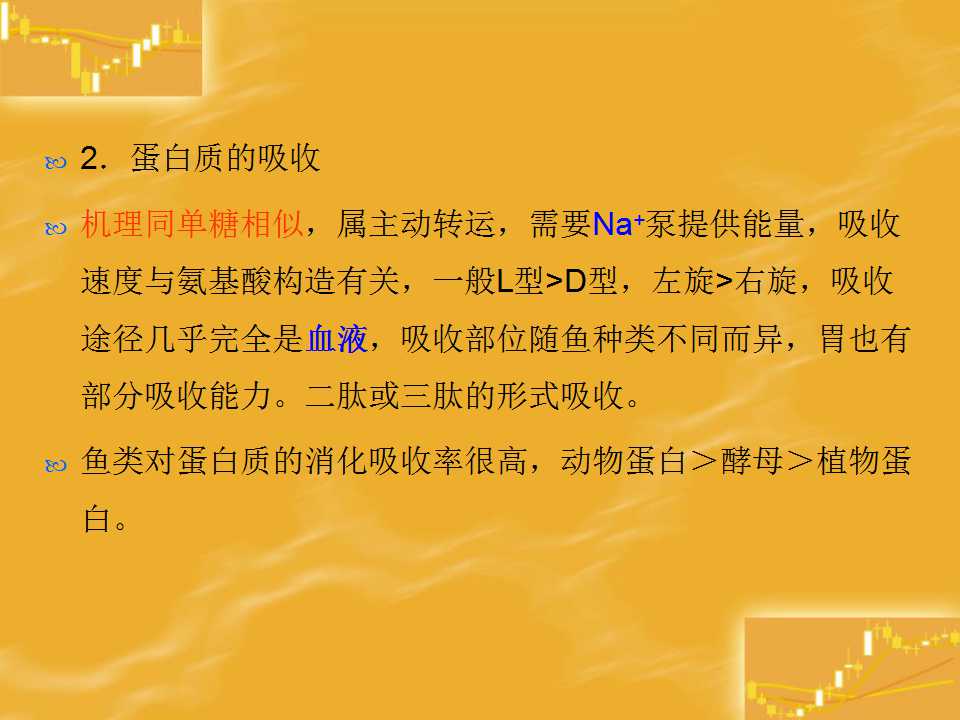 2．蛋白质的吸收
机理同单糖相似，属主动转运，需要Na+泵提供能量，吸收
速度与氨基酸构造有关，一般L型>D型，左旋>右旋，吸收
途径几乎完全是血液，吸收部位随鱼种类不同而异，胃也有
部分吸收能力。二肽或三肽的形式吸收。
鱼类对蛋白质的消化吸收率很高，动物蛋白＞酵母＞植物蛋
白。